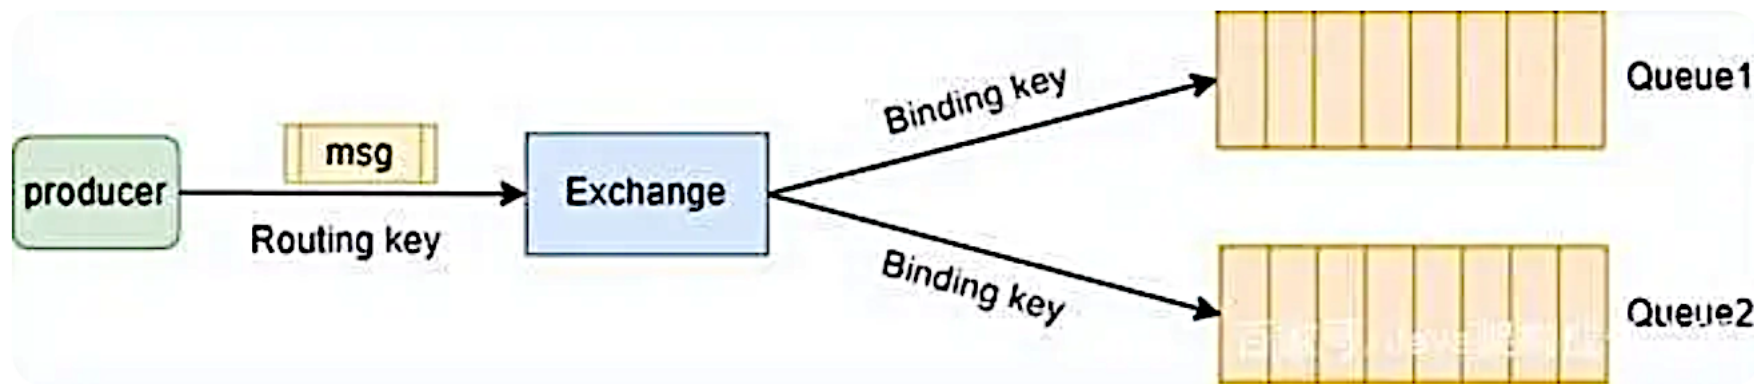 producer
msg
Routing key
Exchange
Binding key
Binding key
Queue1
Queue2